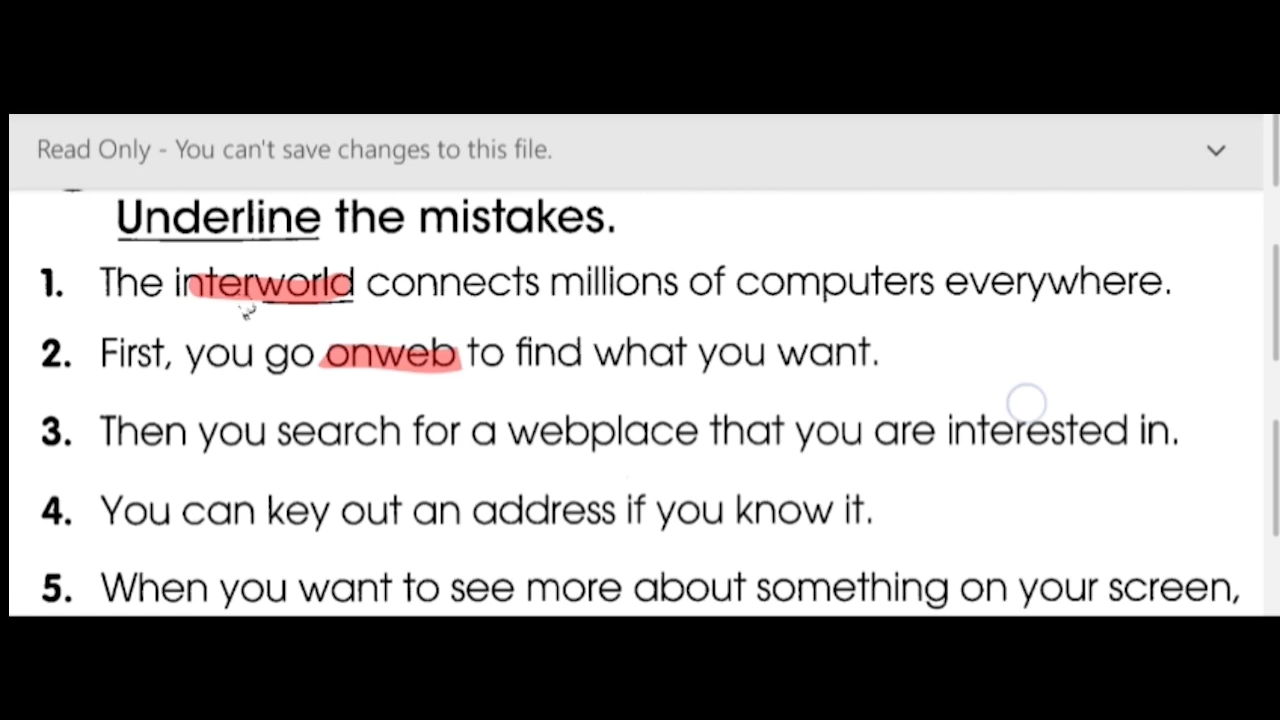 Read Only - You can't save changes to this file.
Underline the mistakes.
1. The interworld connects millions of computers everywhere.
2. First, you go onweb to find what you want.
3. Then you search for a webplace that you are interested in.
4. You can key out an address if you know it.
5. When you want to see more about something on your screen,